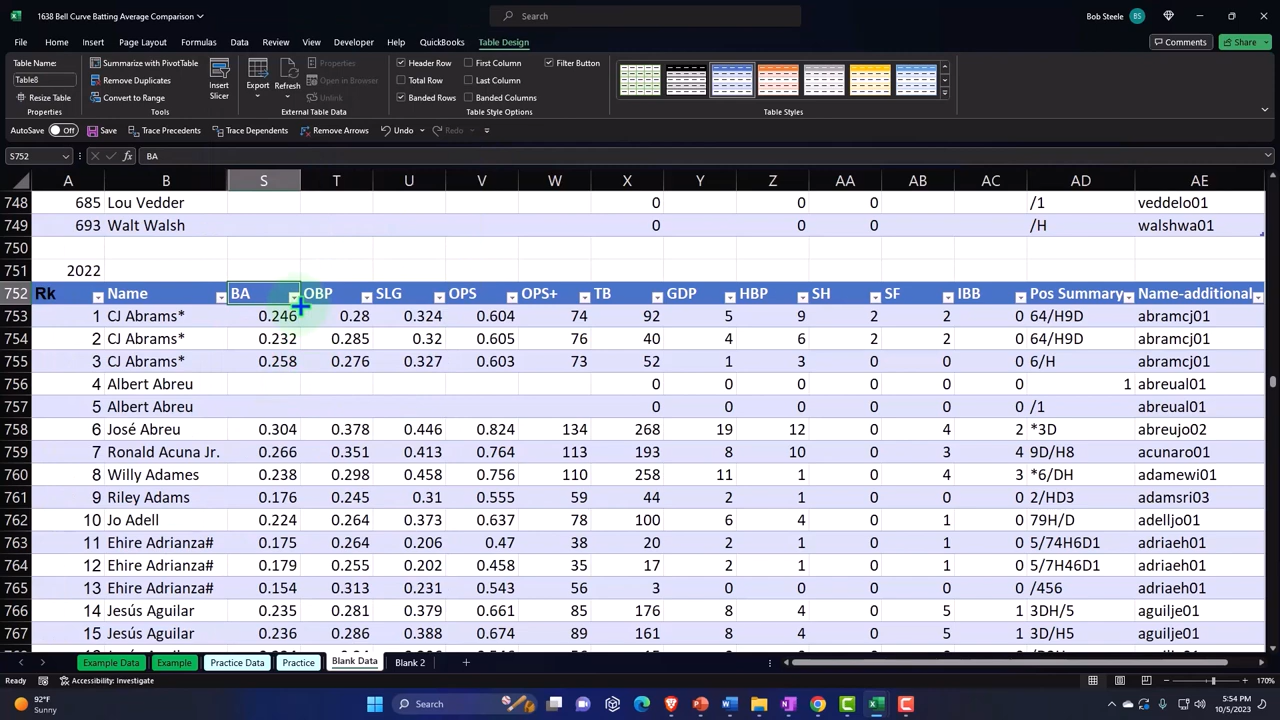 1638 Bell Curve Batting Average Comparison
Search
Bob Steele BS
File Home Insert Page Layout Formulas Data Review View Developer Help QuickBooks Table Design Comments Share
Table Name:
Table8
Resize Table
Properties
Summarize with PivotTable
Remove Duplicates
Convert to Range
Insert Slicer
Tools
Export
Refresh
Properties
Open in Browser
Unlink
External Table Data
Header Row First Column Filter Button
Total Row Last Column
Banded Rows Banded Columns
Table Style Options
Table Styles
AutoSave Off Save Trace Precedents Trace Dependents Remove Arrows Undo Redo
S752 fx BA
A B S T U V W X Y Z AA AB AC AD AE
748 685 Lou Vedder 0 0 0 /1 veddelo01
749 693 Walt Walsh 0 0 0 /H walshwa01
750
751 2022
752 Rk Name BA OBP SLG OPS OPS+ TB GDP HBP SH SF IBB Pos Summary Name-additional
753 1 CJ Abrams* 0.246 0.28 0.324 0.604 74 92 5 9 2 2 0 64/H9D abramcj01
754 2 CJ Abrams* 0.232 0.285 0.32 0.605 76 40 4 6 2 2 0 64/H9D abramcj01
755 3 CJ Abrams* 0.258 0.276 0.327 0.603 73 52 1 3 0 0 0 6/H abramcj01
756 4 Albert Abreu 0 0 0 0 0 1 abreual01
757 5 Albert Abreu 0 0 0 0 0 /1 abreual01
758 6 José Abreu 0.304 0.378 0.446 0.824 134 268 19 12 0 4 2 *3D abreujo02
759 7 Ronald Acuna Jr. 0.266 0.351 0.413 0.764 113 193 8 10 0 3 4 9D/H8 acunaro01
760 8 Willy Adames 0.238 0.298 0.458 0.756 110 258 11 1 0 4 3 *6/DH adamewi01
761 9 Riley Adams 0.176 0.245 0.31 0.555 59 44 2 1 0 0 0 2/HD3 adamsri03
762 10 Jo Adell 0.224 0.264 0.373 0.637 78 100 6 4 0 1 0 79H/D adelljo01
763 11 Ehire Adrianza# 0.175 0.264 0.206 0.47 38 20 2 1 0 1 0 5/74H6D1 adriaeh01
764 12 Ehire Adrianza# 0.179 0.255 0.202 0.458 35 17 2 1 0 1 0 5/7H46D1 adriaeh01
765 13 Ehire Adrianza# 0.154 0.313 0.231 0.543 56 3 0 0 0 0 0 /456 adriaeh01
766 14 Jesús Aguilar 0.235 0.281 0.379 0.661 85 176 8 4 0 5 1 3DH/5 aguilje01
767 15 Jesús Aguilar 0.236 0.286 0.388 0.674 89 161 8 4 0 5 1 3D/H5 aguilje01
Example Data Example Practice Data Practice Blank Data Blank 2
Ready Accessibility: Investigate 170%
92°F
Sunny
Search
5:54 PM
10/5/2023